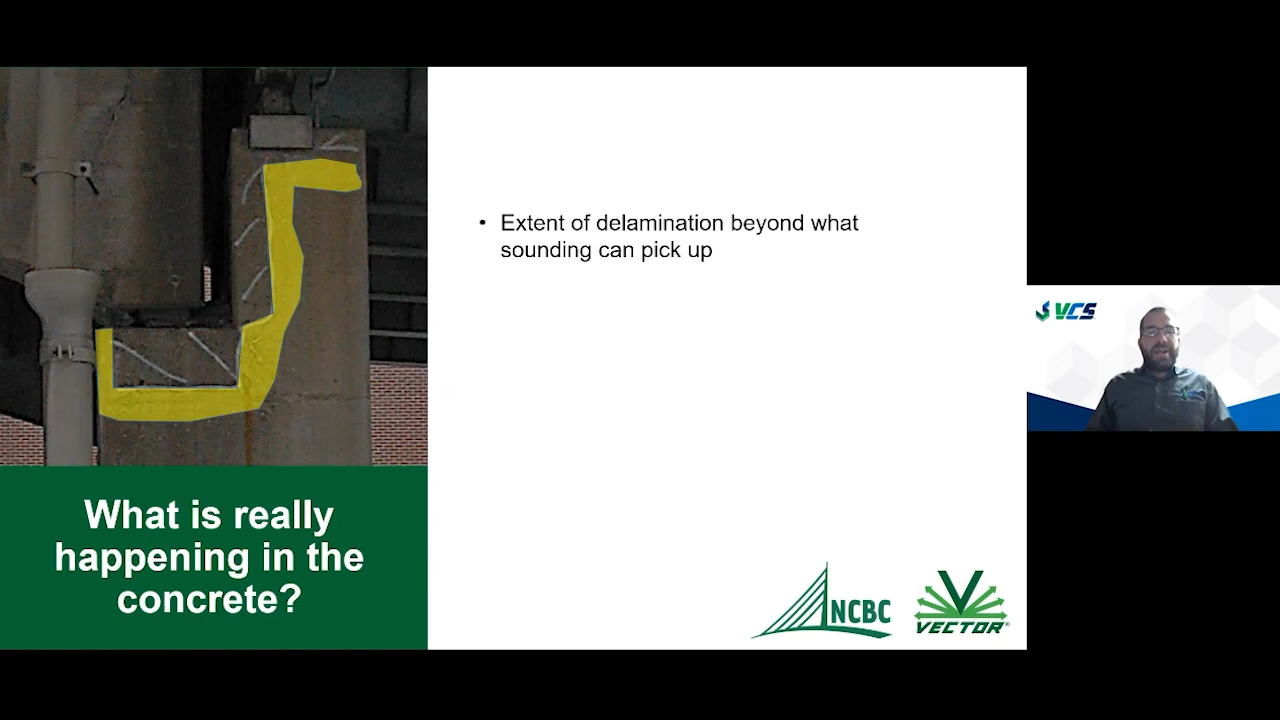 What is really
happening in the
concrete?
• Extent of delamination beyond what
sounding can pick up
NCBC
VECTOR®
VCS